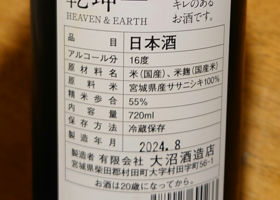 乾坤一
HEAVEN & EARTH
キレのある
お酒です。
品目 日本酒
アルコール分 16度
原材料名 米(国産)、米麹(国産米)
原料米 宮城県産ササニシキ100%
精米歩合 55%
内容量 720ml
保存方法 冷蔵保存
製造年月 2024.8
製造者 有限会社 大沼酒造店
宮城県柴田郡村田町大字村田字町56-1
お酒は20歳になってから。